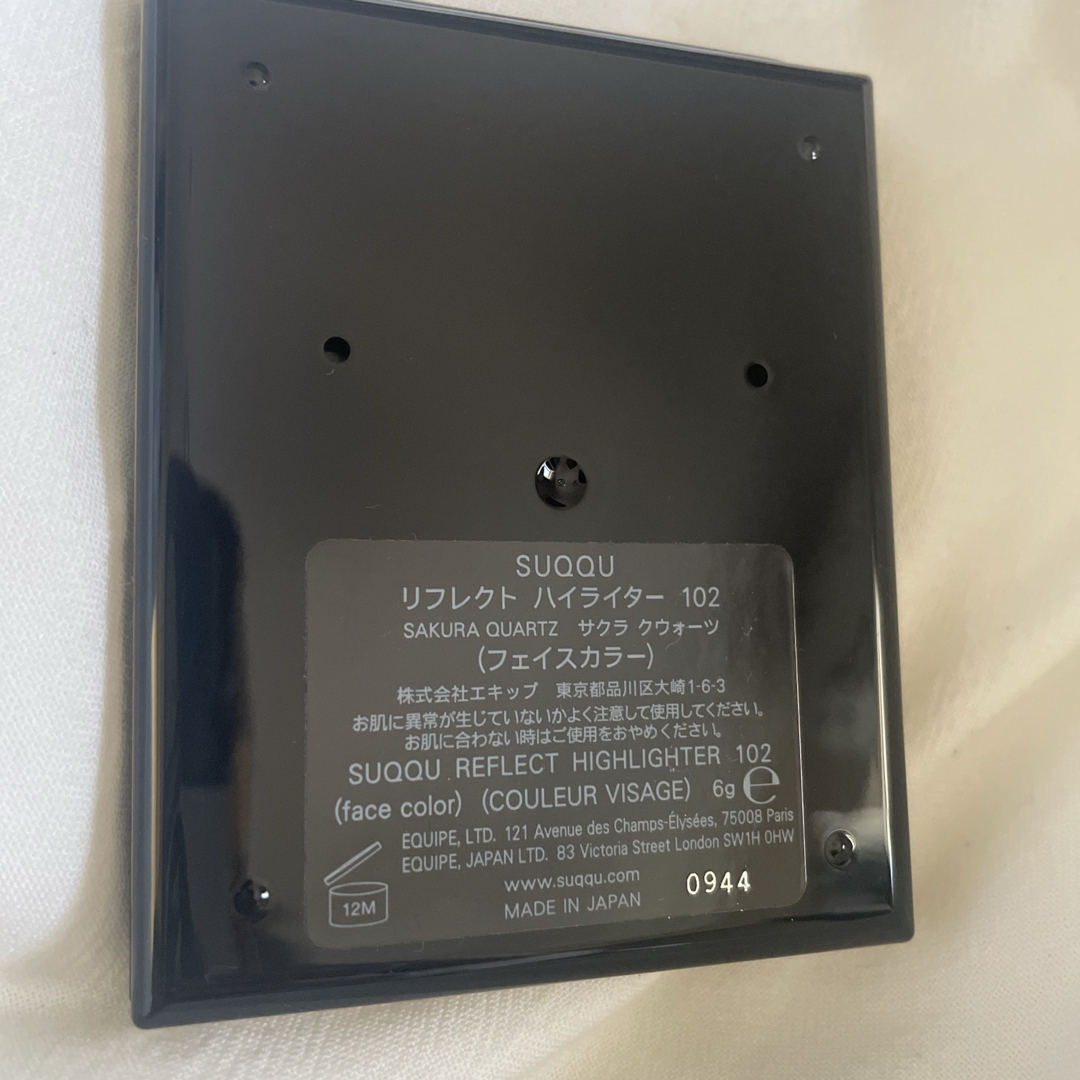 SUQQU
リフレクト ハイライター 102
SAKURA QUARTZ サクラ クウォーツ
(フェイスカラー)
株式会社エキップ 東京都品川区大崎1-6-3
お肌に異常が生じていないかよく注意して使用してください。
お肌に合わない時はご使用をおやめください。
SUQQU REFLECT HIGHLIGHTER 102
(face color) (COULEUR VISAGE) 6g ℮
EQUIPE, LTD. 121 Avenue des Champs-Élysées, 75008 Paris
EQUIPE, JAPAN LTD. 83 Victoria Street London SW1H 0HW
www.suqqu.com
0944
12M
MADE IN JAPAN